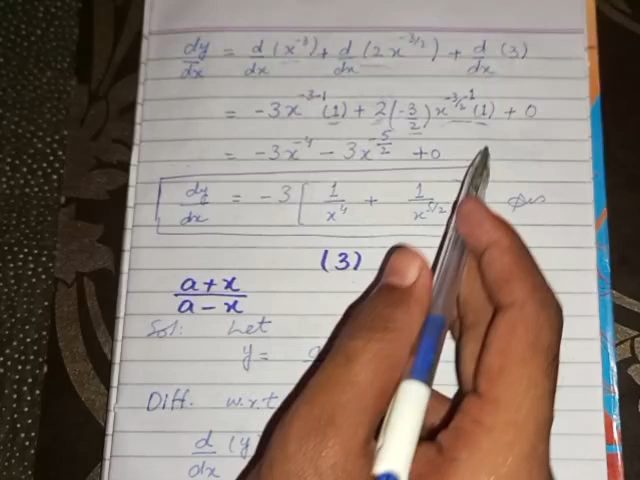 dy/dx = d/dx (x^-3) + d/dx (2x^-3/2) + d/dx (3)
= -3x^-3-1 (1) + 2(-3/2)x^-3/2-1 (1) + 0
= -3x^-4 - 3x^-5/2 + 0
dy/dx = -3 [ 1/x^4 + 1/x^5/2
(3)
a+x/a-x
Sol: Let
y =
Diff. w.r.t
d/dx (y